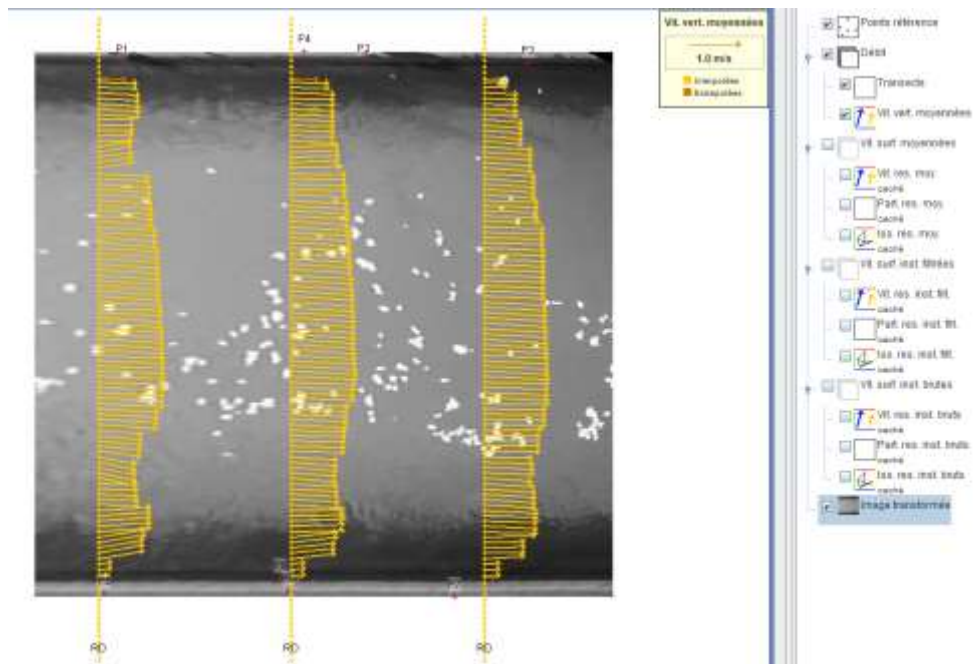 P1
P4
P2
P3
RD
RD
RD
Vit. vert. moyennées
1.0 m/s
interpolées
extrapolées
Points référence
Débit
Transects
Vit. vert. moyennées
Vit. surf. moyennées
Vit. res. moy.
caché
Part. res. moy.
caché
Iso. res. moy.
caché
Vit. surf. inst. filtrées
Vit. res. inst. filt.
caché
Part. res. inst. filt.
caché
Iso. res. inst. filt.
caché
Vit. surf. inst. brutes
Vit. res. inst. bruts
caché
Part. res. inst. bruts
caché
Iso. res. inst. bruts
caché
Image transformée